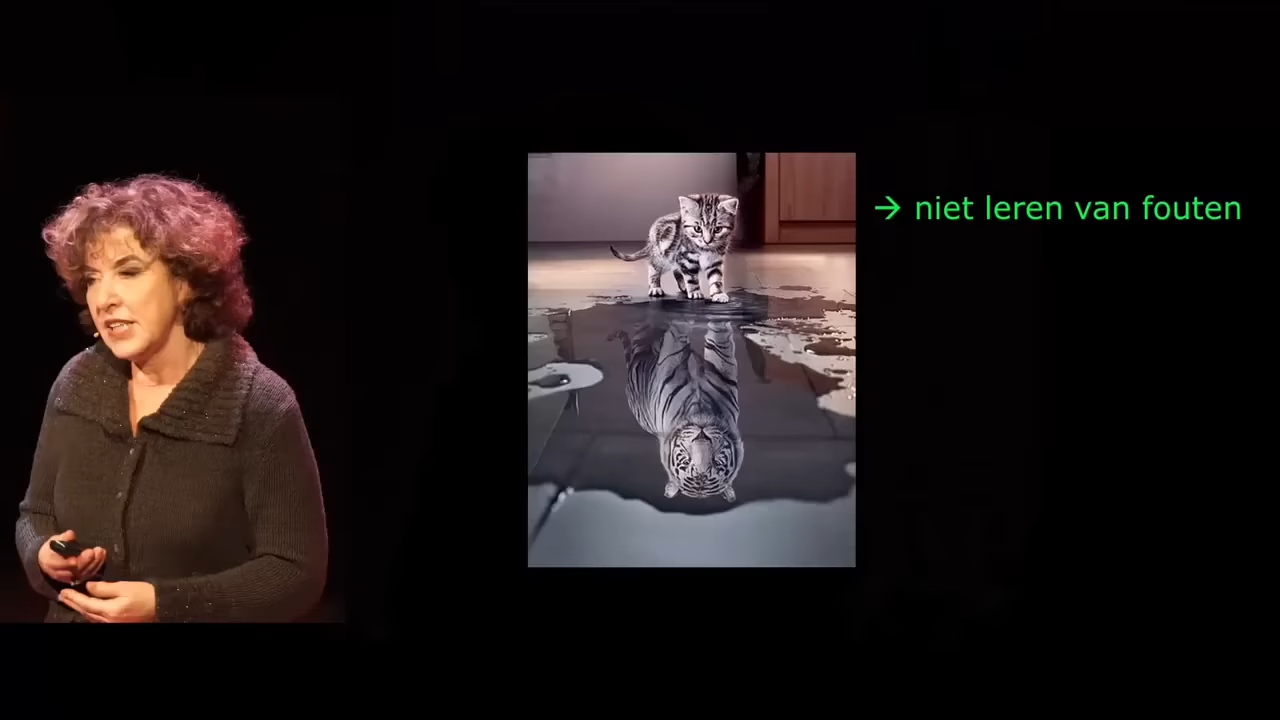 → niet leren van fouten